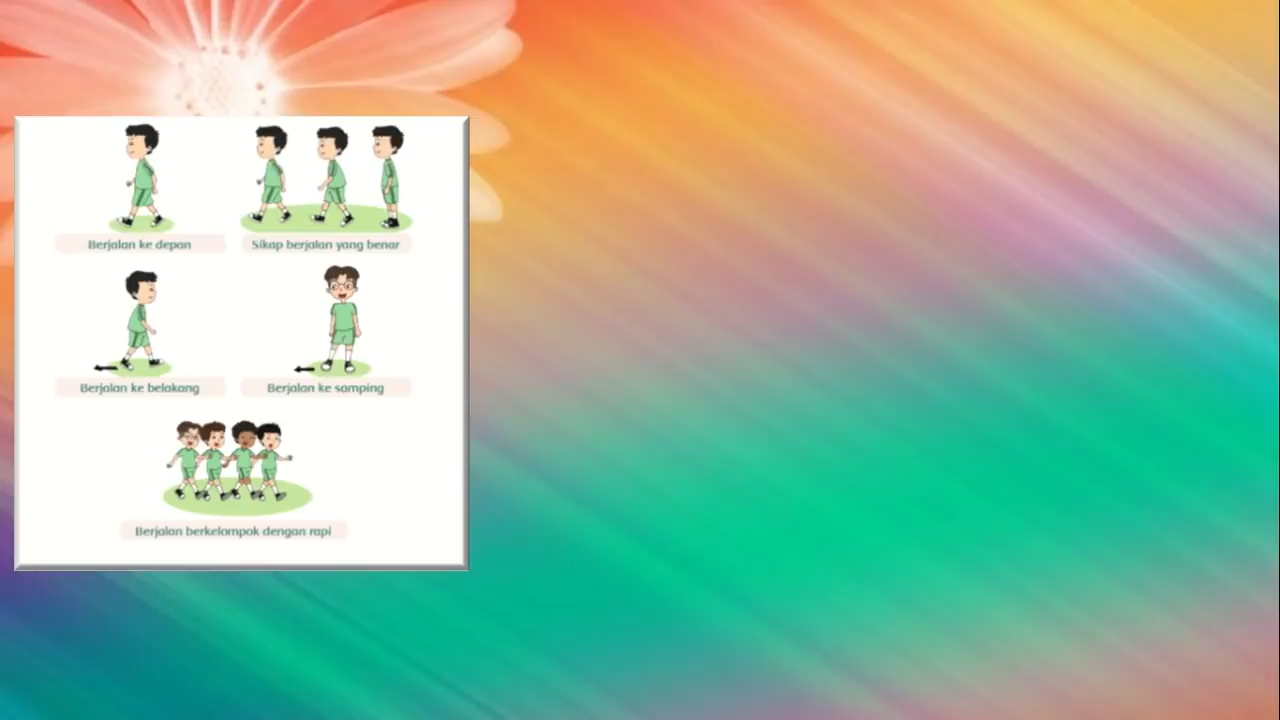 Berjalan ke depan
Sikap berjalan yang benar
Berjalan ke belakang
Berjalan ke samping
Berjalan berkelompok dengan rapi